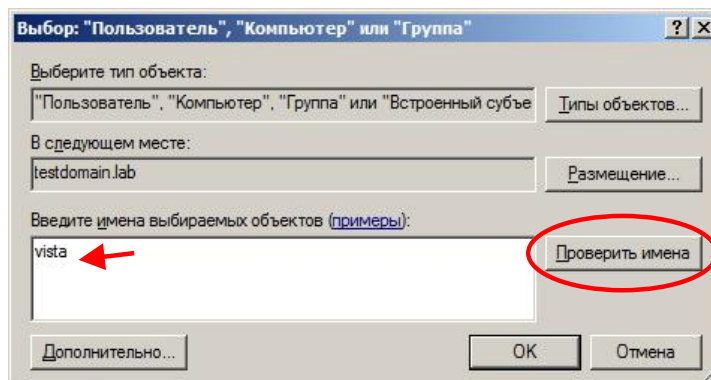 Выбор: "Пользователь", "Компьютер" или "Группа"
Выберите тип объекта:
"Пользователь", "Компьютер", "Группа" или "Встроенный субъе
Типы объектов...
В следующем месте:
testdomain.lab
Размещение...
Введите имена выбираемых объектов (примеры):
vista
Проверить имена
Дополнительно...
OK
Отмена